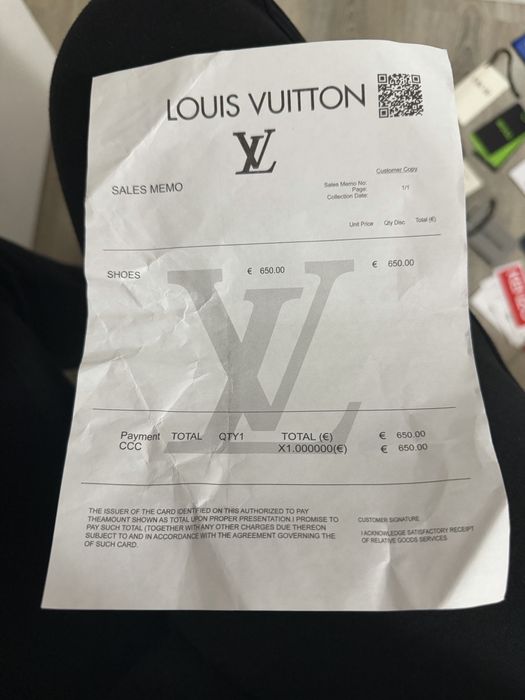 LOUIS VUITTON
LV
Customer Copy
SALES MEMO
Sales Memo No:
Page: 1/1
Collection Date:
Unit Price Qty Disc Total (€)
SHOES € 650.00 € 650.00
LV
Payment TOTAL QTY1 TOTAL (€) € 650.00
CCC X1.000000(€) € 650.00
THE ISSUER OF THE CARD IDENTFIED ON THIS AUTHORIZED TO PAY
THEAMOUNT SHOWN AS TOTAL UPON PROPER PRESENTATION.I PROMISE TO
PAY SUCH TOTAL (TOGETHER WITH ANY OTHER CHARGES DUE THEREON
SUBJECT TO AND IN ACCORDANCE WITH THE AGREEMENT GOVERNING THE
OF SUCH CARD.
CUSTOMER SIGNATURE
I ACKNOWLEDGE SATISFACTORY RECEIPT
OF RELATIVE GOODS SERVICES